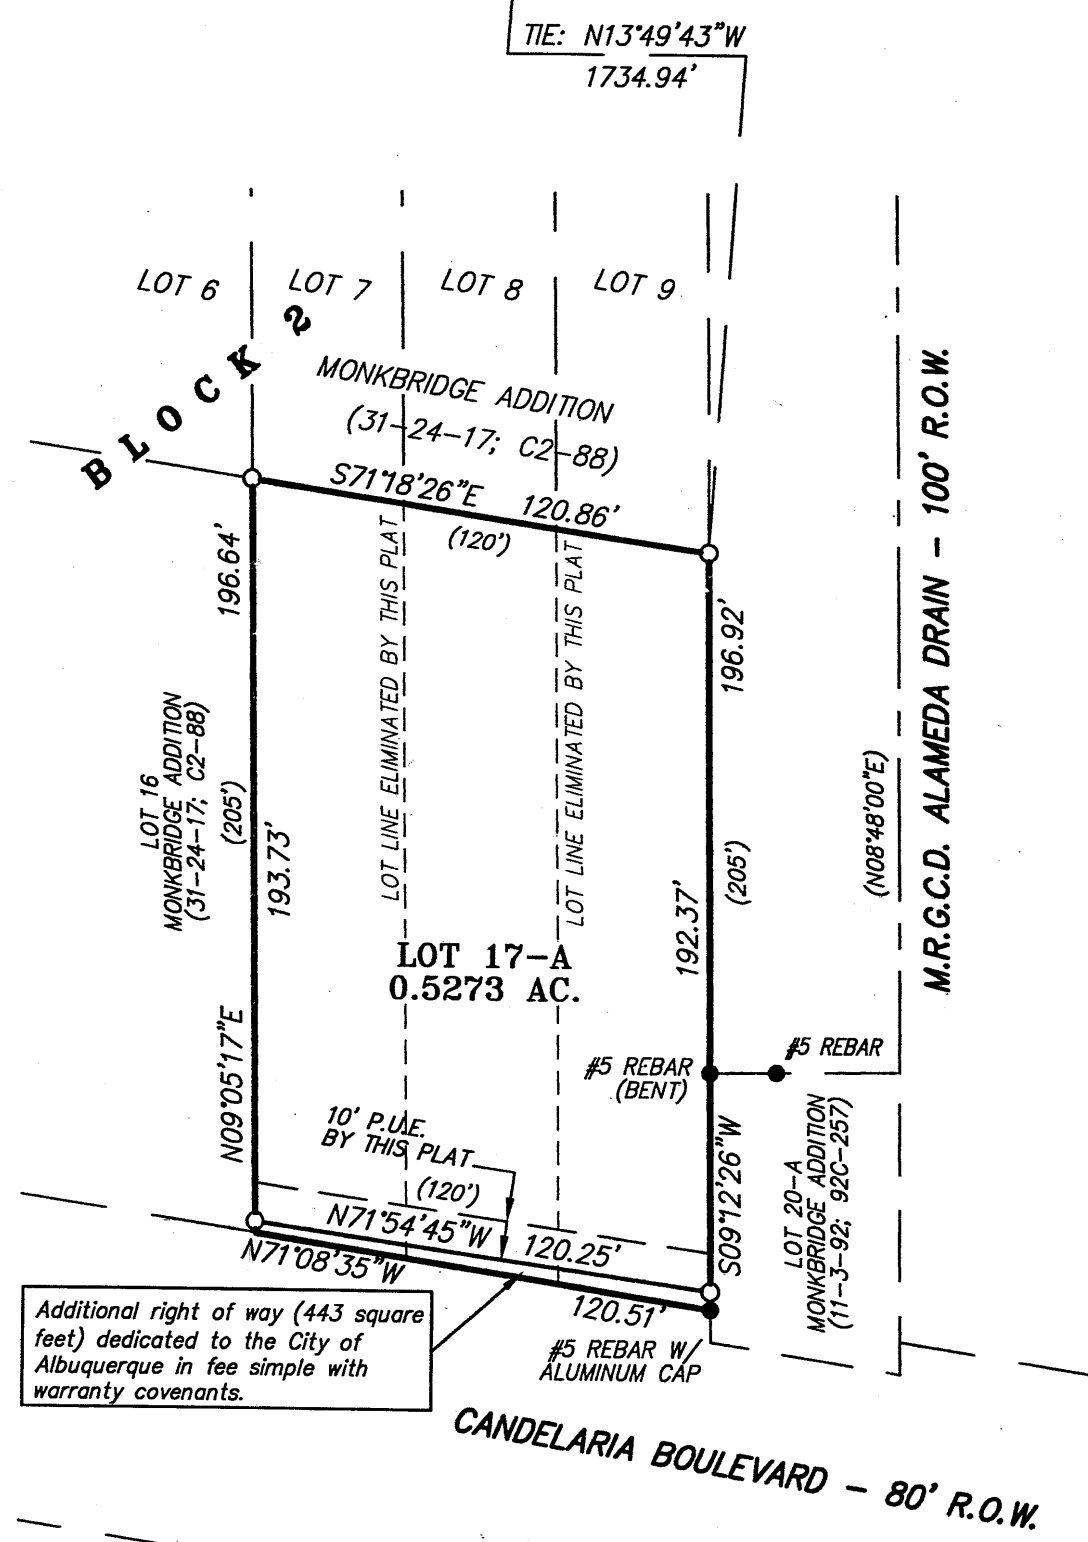 TIE: N13°49'43"W
1734.94'
LOT 6
LOT 7
LOT 8
LOT 9
BLOCK 2
MONKBRIDGE ADDITION
(31-24-17; C2-88)
S71°18'26"E 120.86'
(120')
196.64'
196.92'
LOT LINE ELIMINATED BY THIS PLAT
LOT LINE ELIMINATED BY THIS PLAT
LOT 16
MONKBRIDGE ADDITION
(31-24-17; C2-88)
(205')
193.73'
N09°05'17"E
192.37'
(205')
(N08°48'00"E)
M.R.G.C.D. ALAMEDA DRAIN - 100' R.O.W.
LOT 17-A
0.5273 AC.
#5 REBAR
(BENT)
#5 REBAR
10' P.U.E.
BY THIS PLAT
(120')
N71°54'45"W 120.25'
N71°08'35"W
120.51'
S09°12'26"W
LOT 20-A
MONKBRIDGE ADDITION
(11-3-92; 92C-257)
#5 REBAR W/
ALUMINUM CAP
Additional right of way (443 square
feet) dedicated to the City of
Albuquerque in fee simple with
warranty covenants.
CANDELARIA BOULEVARD - 80' R.O.W.